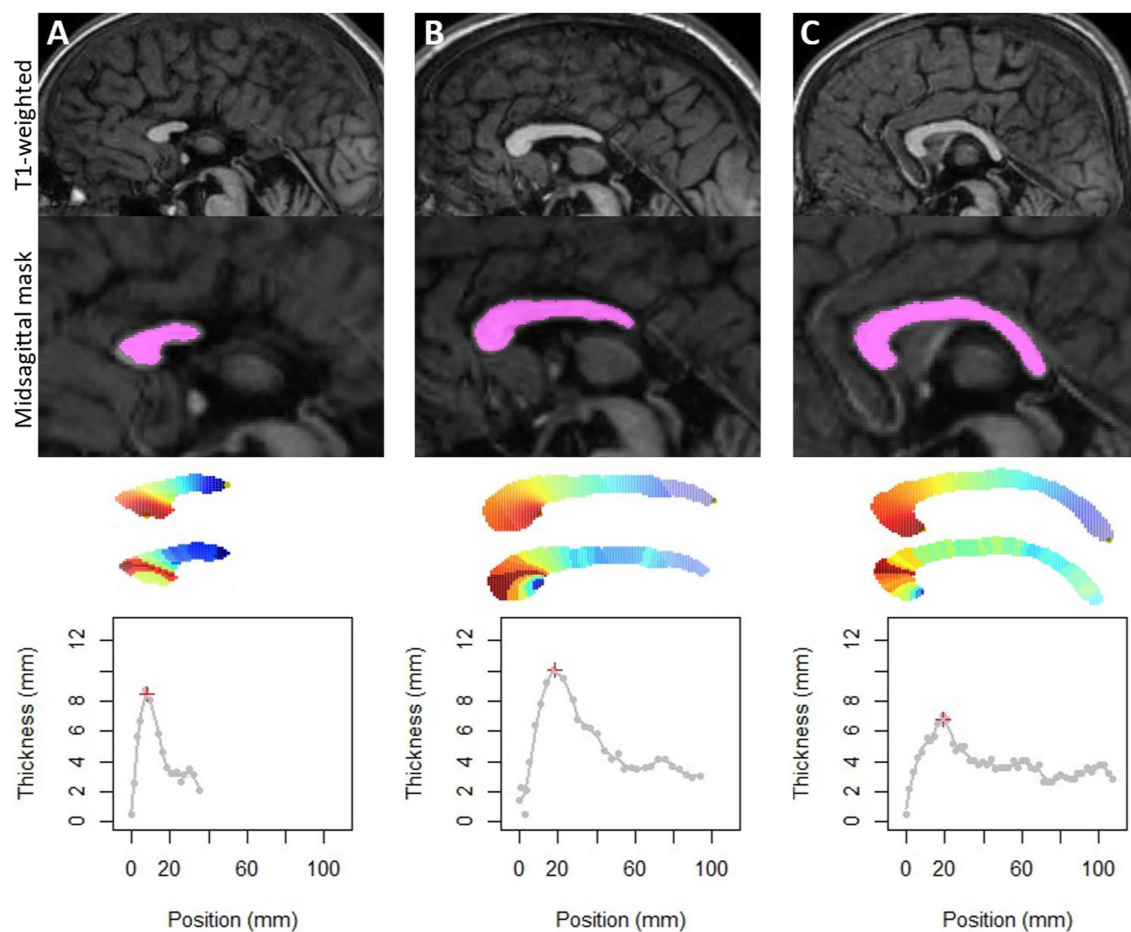 A
B
C
T1-weighted
Midsagittal mask
Thickness (mm)
0 2 4 6 8 12
0 20 60 100
Position (mm)
Thickness (mm)
0 2 4 6 8 12
0 20 60 100
Position (mm)
Thickness (mm)
0 2 4 6 8 12
0 20 60 100
Position (mm)